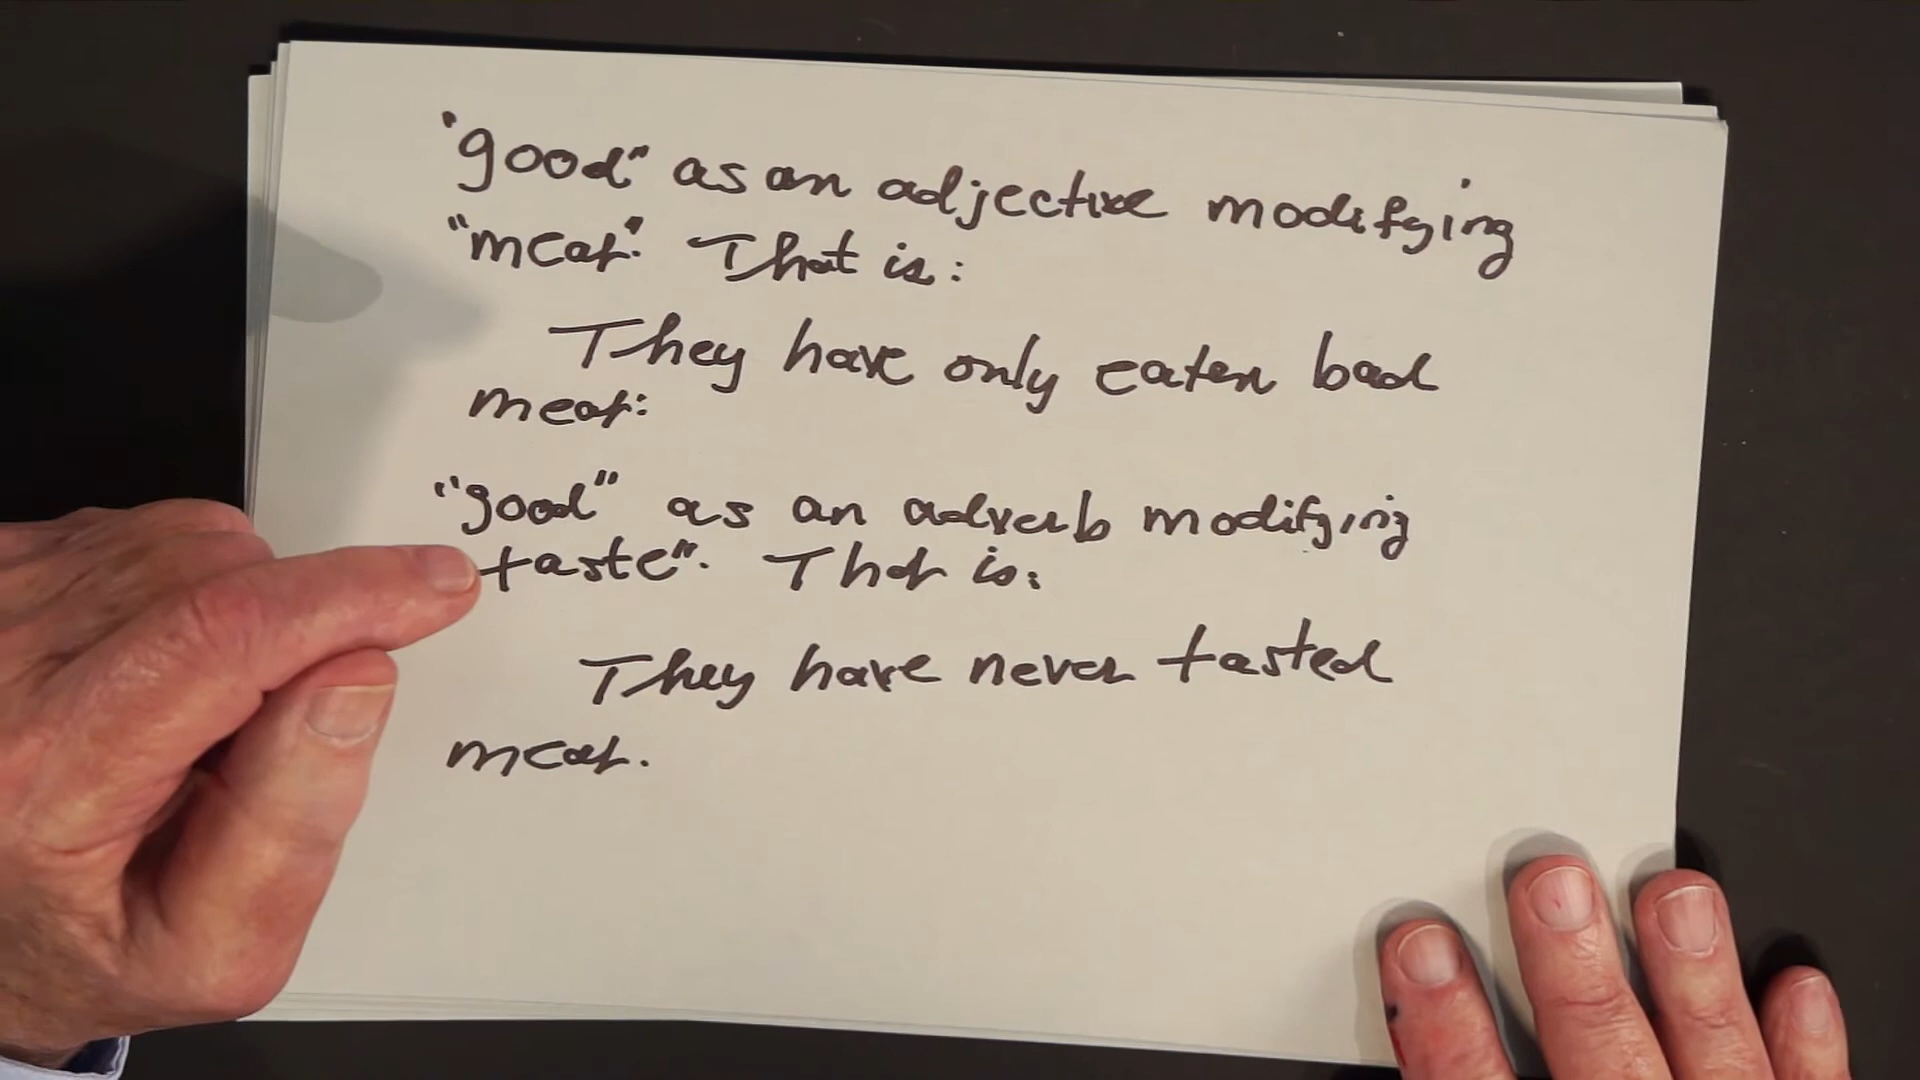 "good" as an adjective modifying
"meat". That is:
They have only eaten bad
meat.
"good" as an adverb modifying
taste". That is:
They have never tasted
meat.